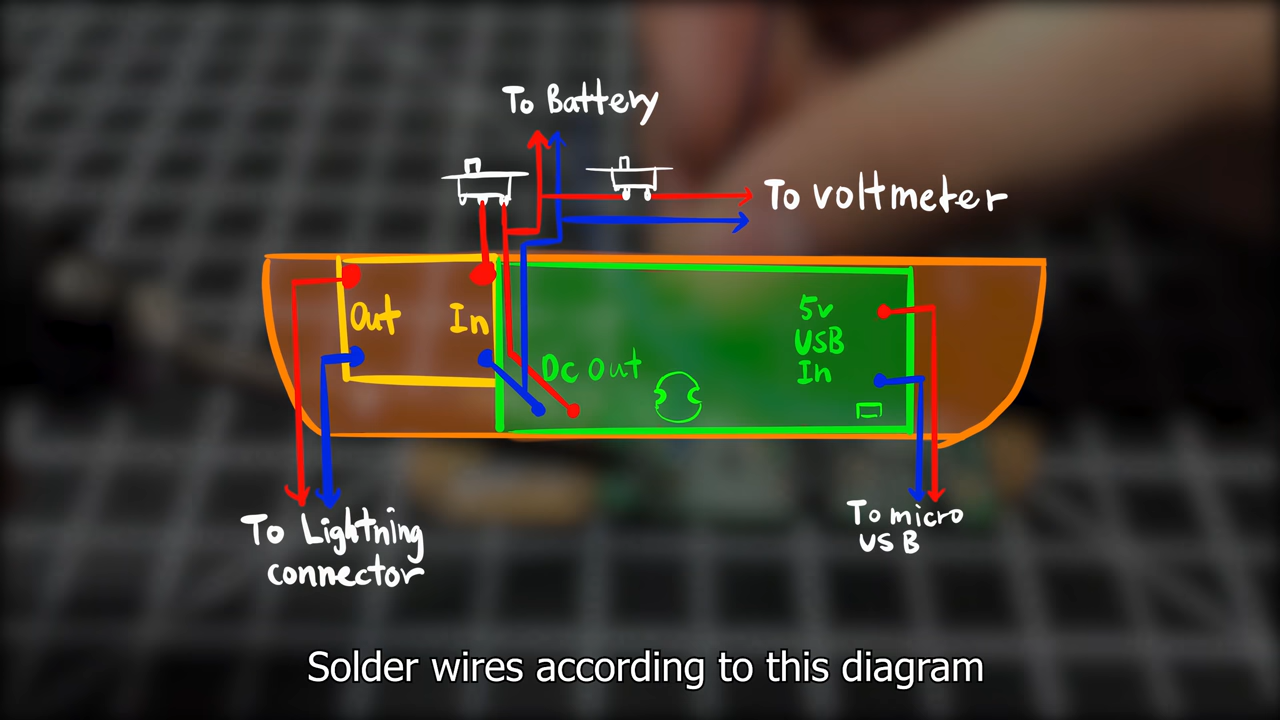 To Battery
To voltmeter
Out
In
Dc Out
5v
USB
In
To Lightning
connector
To micro
USB
Solder wires according to this diagram